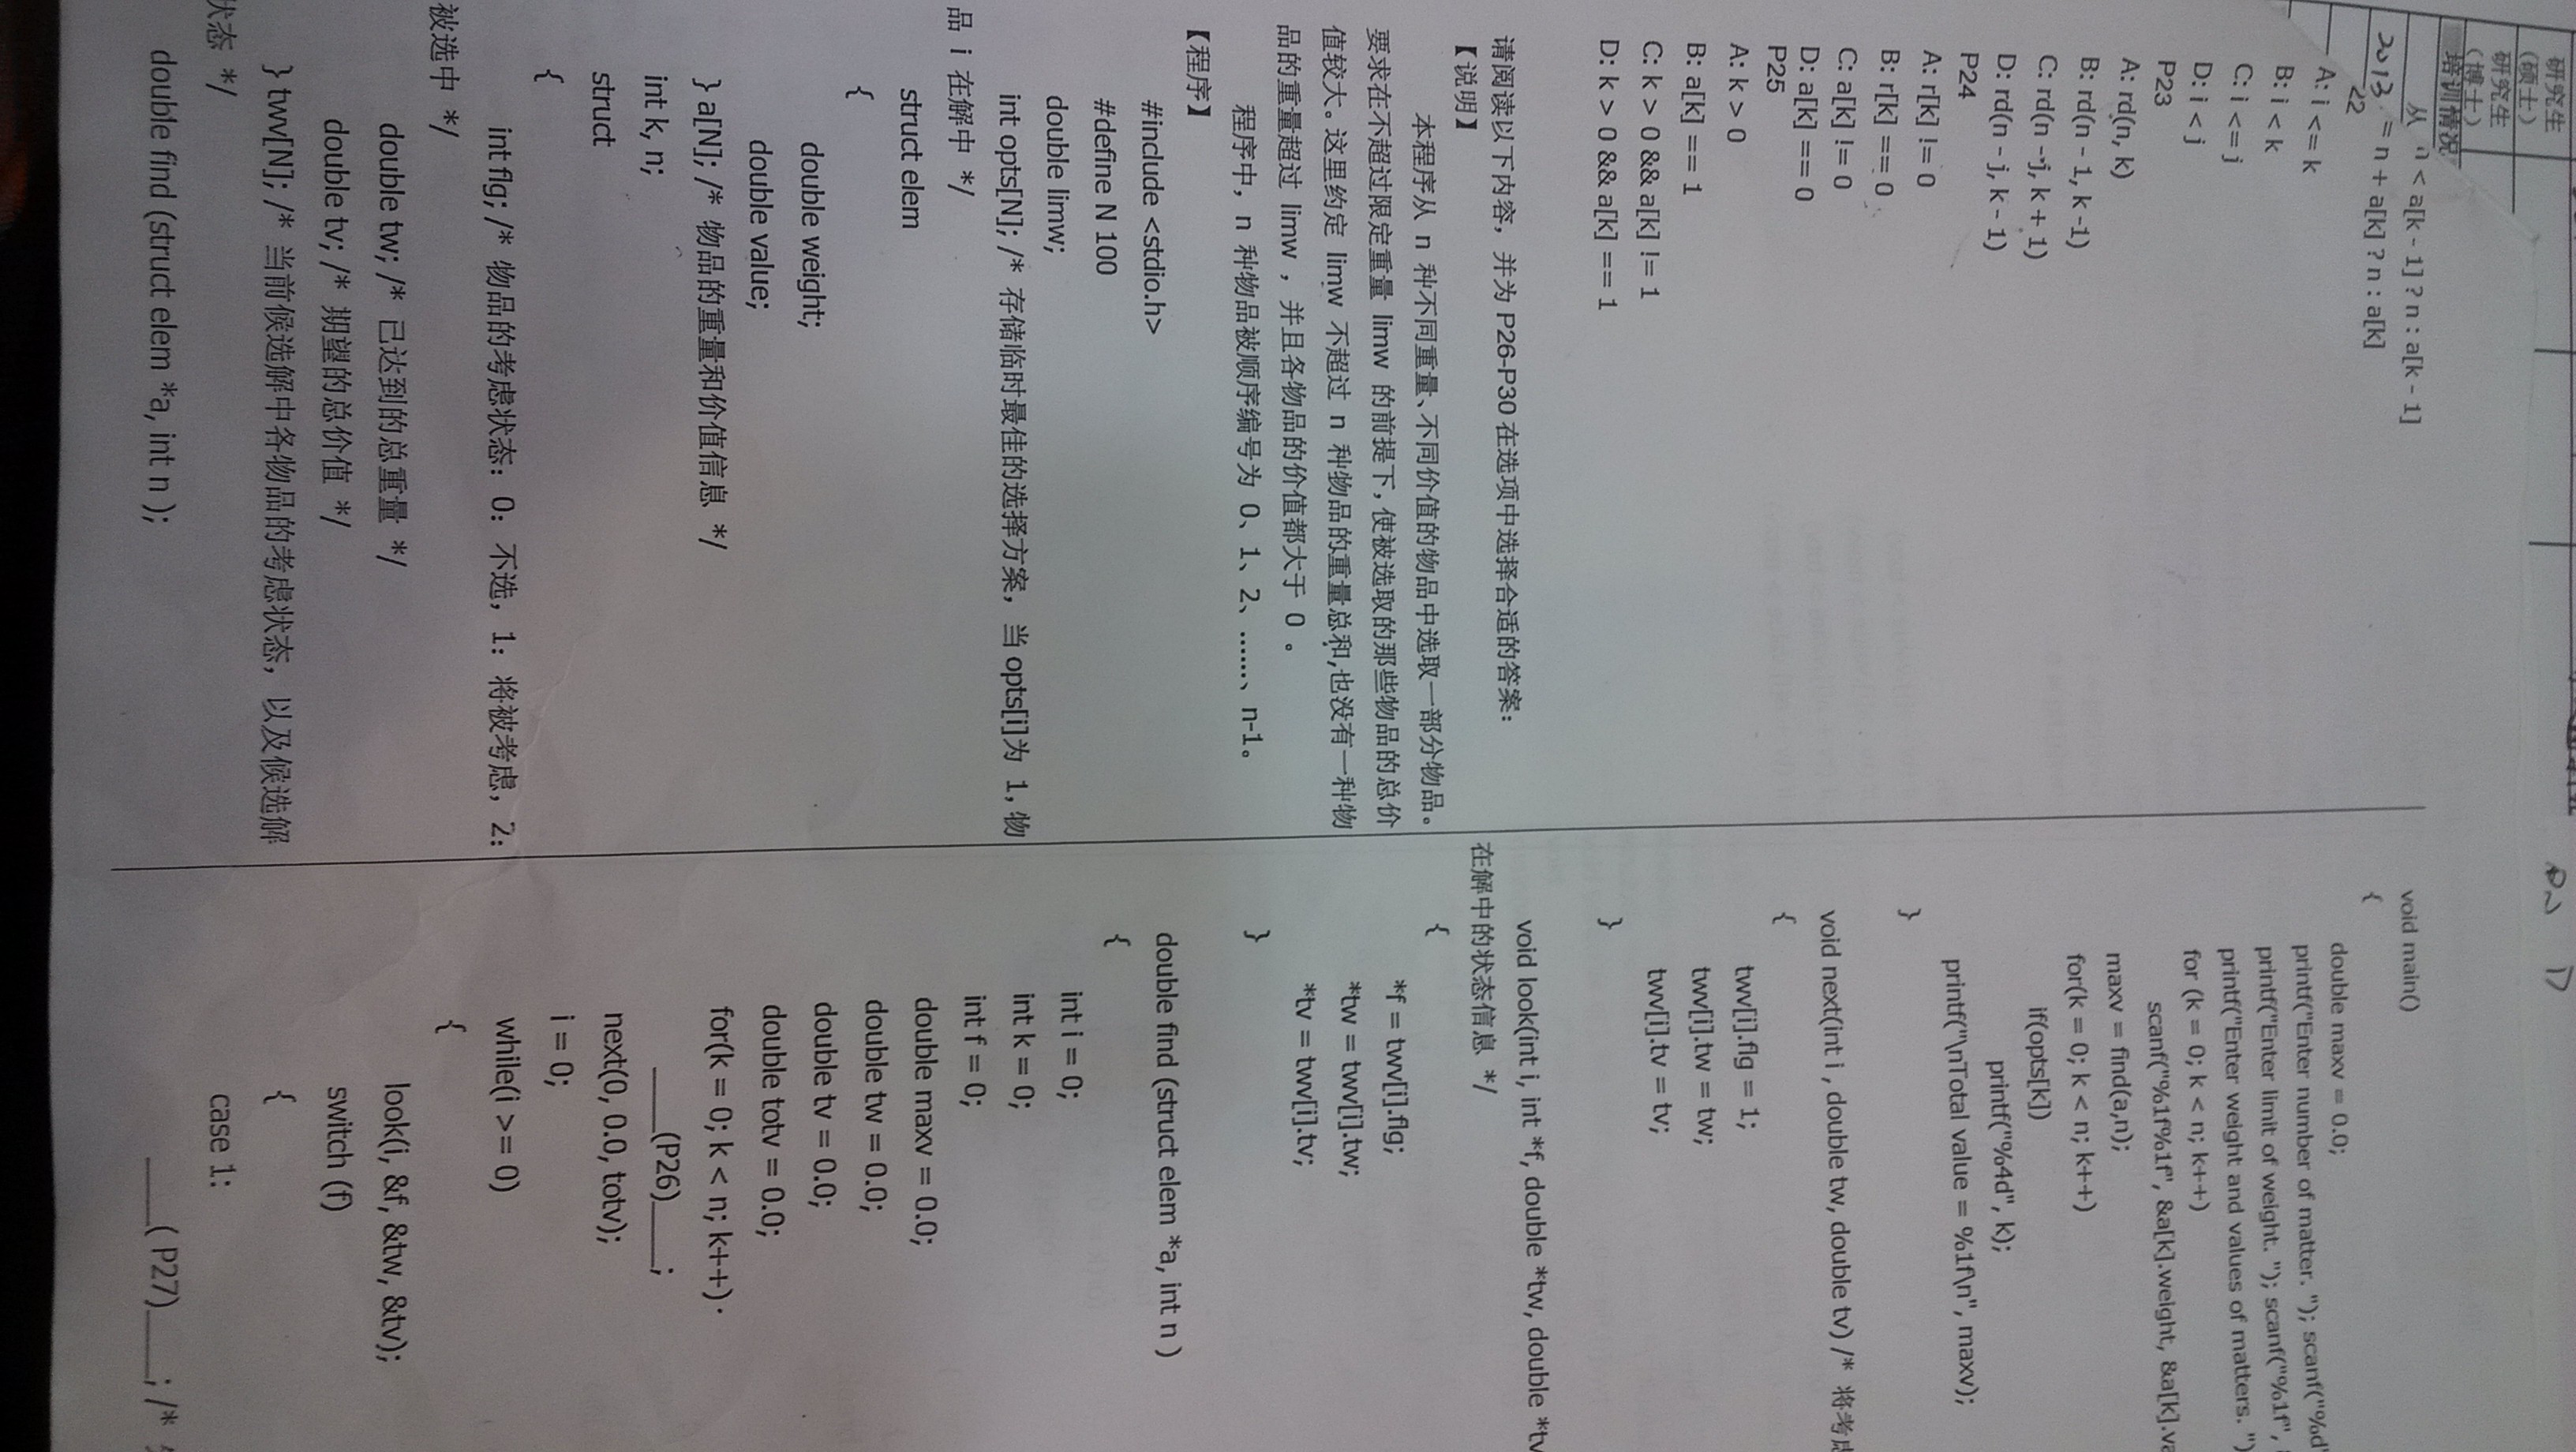 研究生
(硕士)
研究生
(博士)
培训情况
从 n < a[k - 1] ? n : a[k - 1]
2013 = n + a[k] ? n : a[k]
22
A: i <= k
B: i < k
C: i <= j
D: i < j
P23
A: rd(n, k)
B: rd(n - 1, k -1)
C: rd(n - j, k + 1)
D: rd(n - j, k - 1)
P24
A: r[k] != 0
B: r[k] == 0
C: a[k] != 0
D: a[k] == 0
P25
A: k > 0
B: a[k] == 1
C: k > 0 && a[k] != 1
D: k > 0 && a[k] == 1
请阅读以下内容，并为 P26-P30 在选项中选择合适的答案：
【说明】
本程序从 n 种不同重量、不同价值的物品中选取一部分物品。
要求在不超过限定重量 limw 的前提下，使被选取的那些物品的总价
值较大。这里约定 limw 不超过 n 种物品的重量总和,也没有一种物
品的重量超过 limw ，并且各物品的价值都大于 0 。
程序中，n 种物品被顺序编号为 0、1、2、……、n-1。
【程序】
#include <stdio.h>
#define N 100
double limw;
int opts[N]; /* 存储临时最佳的选择方案，当 opts[i]为 1，物
品 i 在解中 */
struct elem
{
double weight;
double value;
} a[N]; /* 物品的重量和价值信息 */
int k, n;
struct
{
int flg; /* 物品的考虑状态：0：不选，1：将被考虑，2：
被选中 */
double tw; /* 已达到的总重量 */
double tv; /* 期望的总价值 */
} twv[N]; /* 当前候选解中各物品的考虑状态，以及候选解
状态 */
double find (struct elem *a, int n );
void main()
{
double maxv = 0.0;
printf("Enter number of matter. "); scanf("%d"
printf("Enter limit of weight. "); scanf("%1f",
printf("Enter weight and values of matters. ")
for (k = 0; k < n; k++)
scanf("%1f%1f", &a[k].weight, &a[k].va
maxv = find(a,n);
for(k = 0; k < n; k++)
if(opts[k])
printf("%4d", k);
printf("\nTotal value = %1f\n", maxv);
}
void next(int i , double tw, double tv) /* 将考虑
{
twv[i].flg = 1;
twv[i].tw = tw;
twv[i].tv = tv;
}
void look(int i, int *f, double *tw, double *tv
在解中的状态信息 */
{
*f = twv[i].flg;
*tw = twv[i].tw;
*tv = twv[i].tv;
}
double find (struct elem *a, int n )
{
int i = 0;
int k = 0;
int f = 0;
double maxv = 0.0;
double tw = 0.0;
double tv = 0.0;
double totv = 0.0;
for(k = 0; k < n; k++)
____(P26)____;
next(0, 0.0, totv);
i = 0;
while(i >= 0)
{
look(i, &f, &tw, &tv);
switch (f)
{
case 1:
____( P27)____; /*